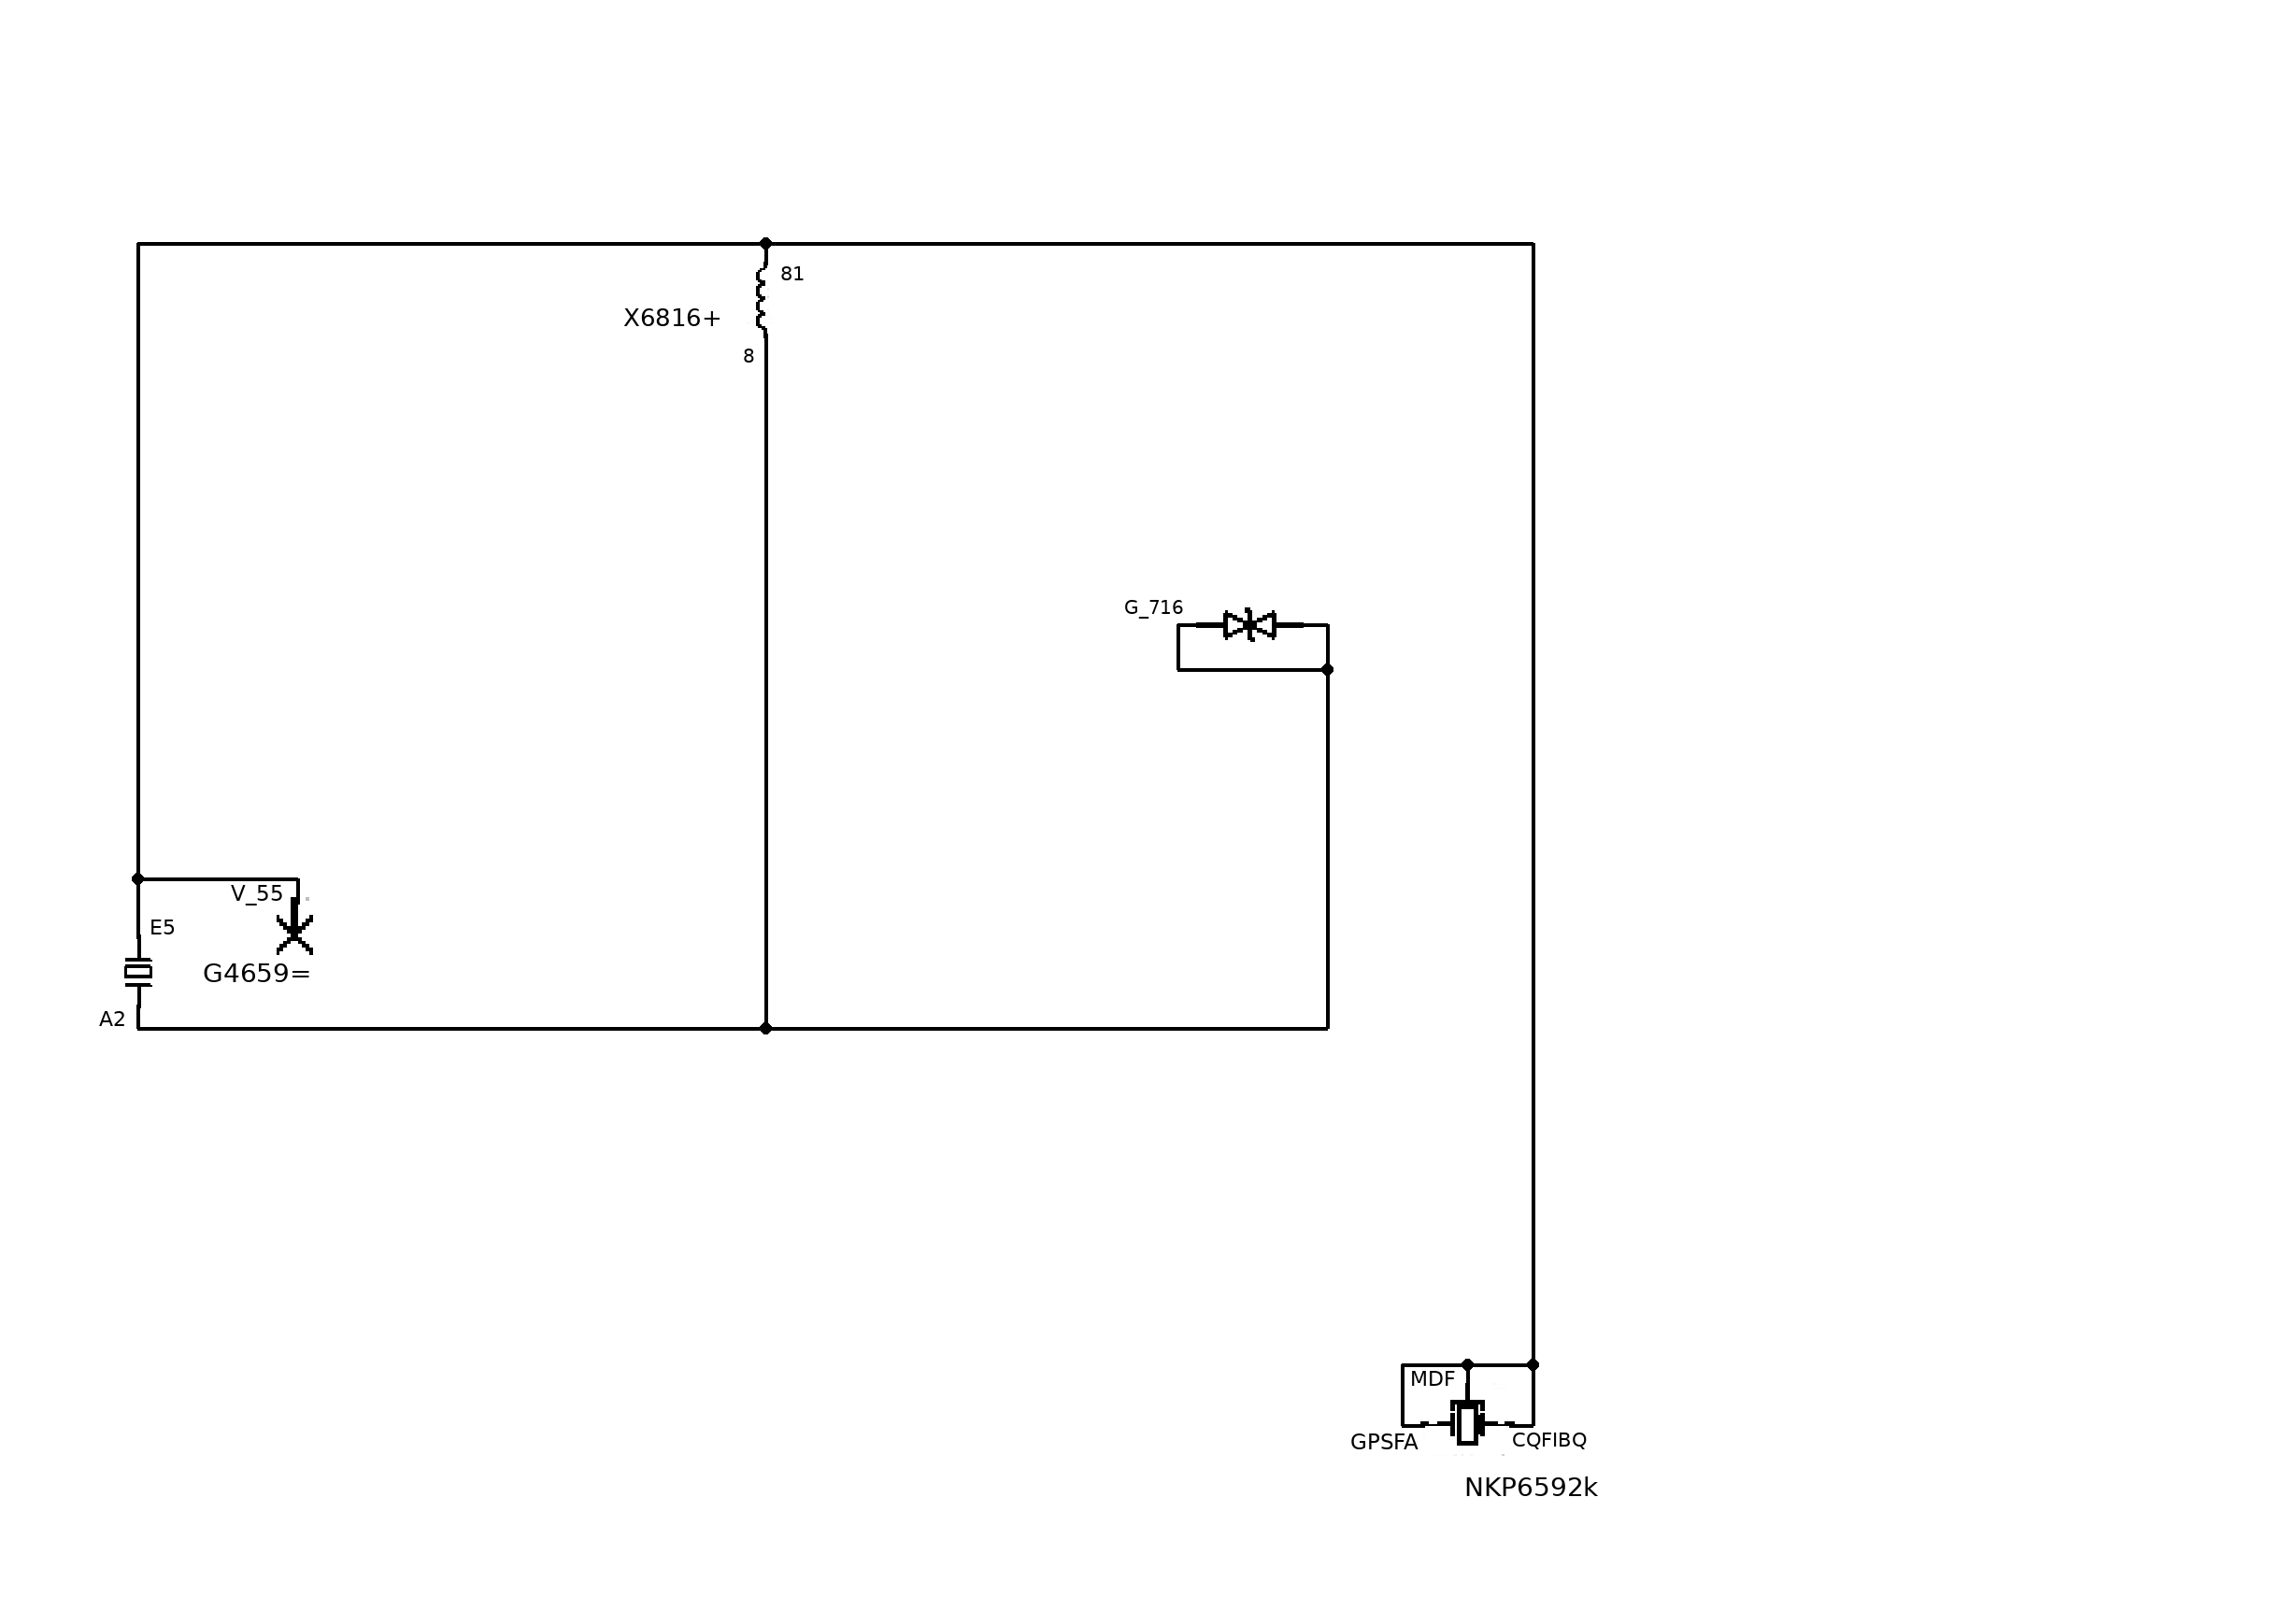 81
X6816+
8
G_716
V_55
E5
G4659=
A2
MDF
GPSFA
CQFIBQ
NKP6592k